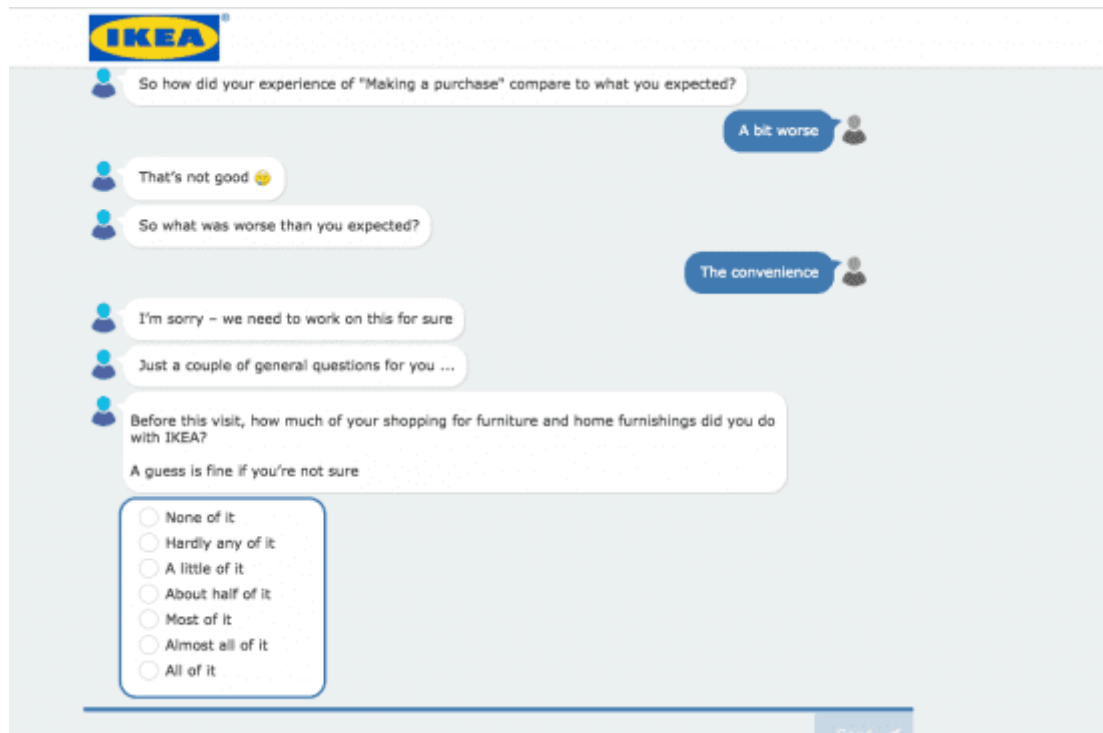 IKEA®
So how did your experience of "Making a purchase" compare to what you expected?
A bit worse
That's not good
So what was worse than you expected?
The convenience
I'm sorry – we need to work on this for sure
Just a couple of general questions for you ...
Before this visit, how much of your shopping for furniture and home furnishings did you do
with IKEA?
A guess is fine if you're not sure
None of it
Hardly any of it
A little of it
About half of it
Most of it
Almost all of it
All of it